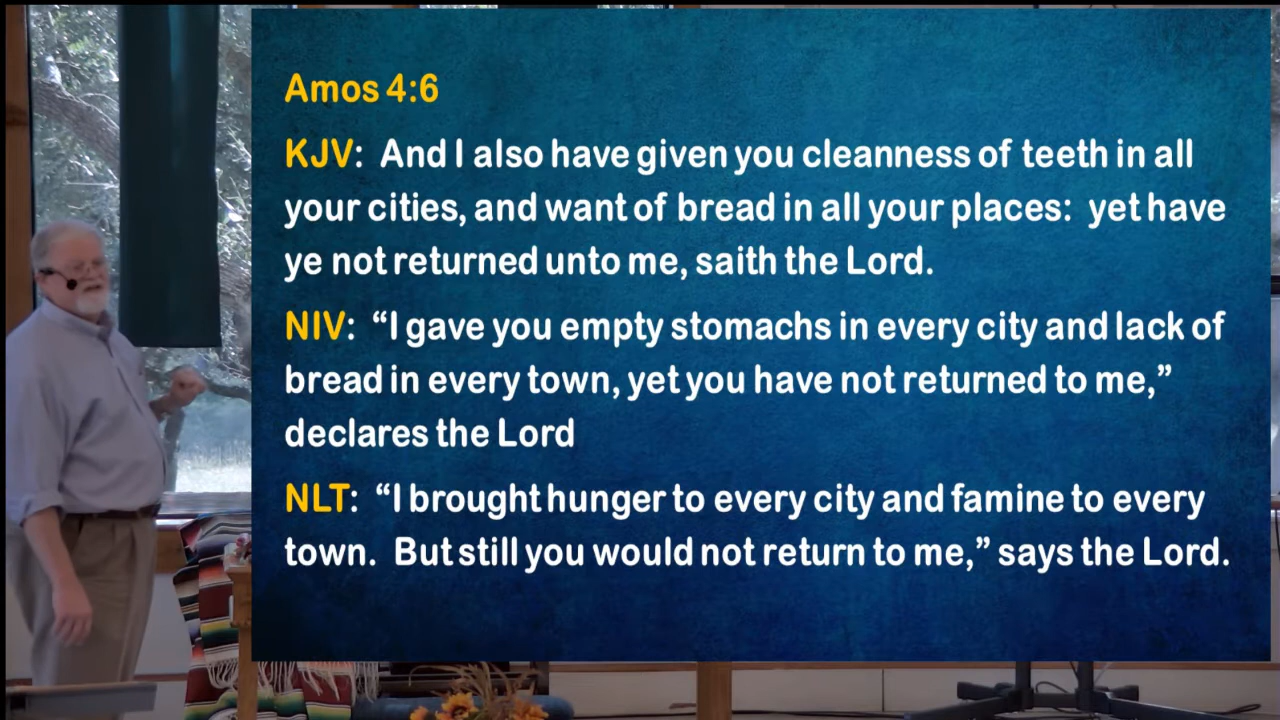 Amos 4:6
KJV: And I also have given you cleanness of teeth in all
your cities, and want of bread in all your places: yet have
ye not returned unto me, saith the Lord.
NIV: “I gave you empty stomachs in every city and lack of
bread in every town, yet you have not returned to me,”
declares the Lord
NLT: “I brought hunger to every city and famine to every
town. But still you would not return to me,” says the Lord.